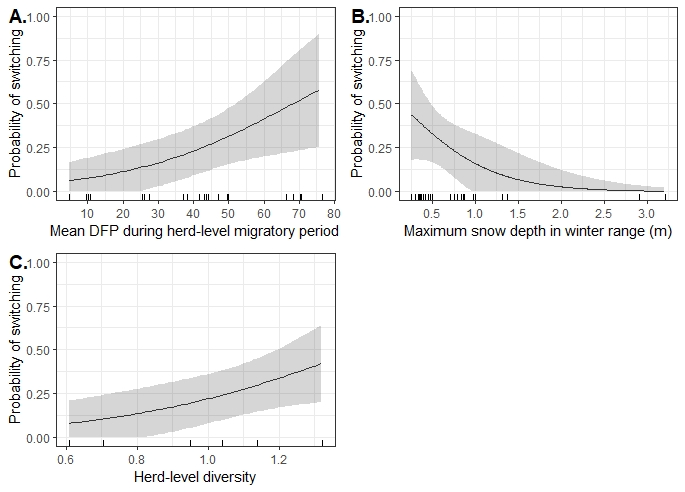 A.
Probability of switching
1.00
0.75
0.50
0.25
0.00
10 20 30 40 50 60 70 80
Mean DFP during herd-level migratory period
B.
Probability of switching
1.00
0.75
0.50
0.25
0.00
0.5 1.0 1.5 2.0 2.5 3.0
Maximum snow depth in winter range (m)
C.
Probability of switching
1.00
0.75
0.50
0.25
0.00
0.6 0.8 1.0 1.2
Herd-level diversity